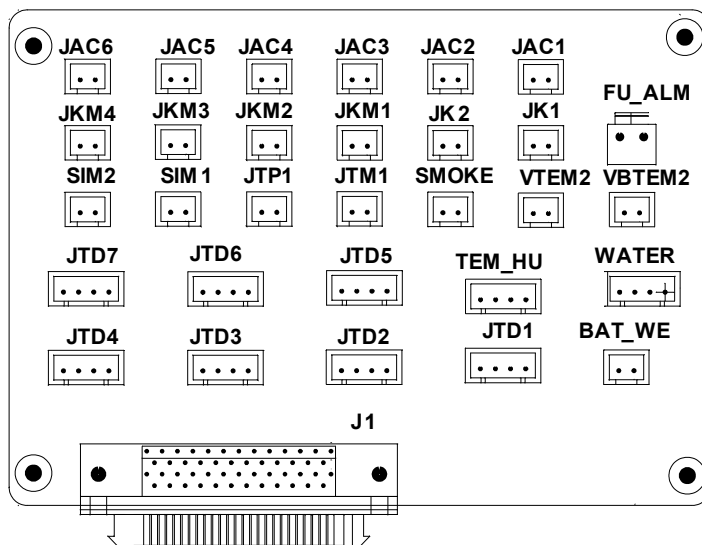 JAC6 JAC5 JAC4 JAC3 JAC2 JAC1
FU_ALM
JKM4 JKM3 JKM2 JKM1 JK2 JK1
SIM2 SIM1 JTP1 JTM1 SMOKE VTEM2 VBTEM2
JTD7 JTD6 JTD5 TEM_HU WATER
JTD4 JTD3 JTD2 JTD1 BAT_WE
J1